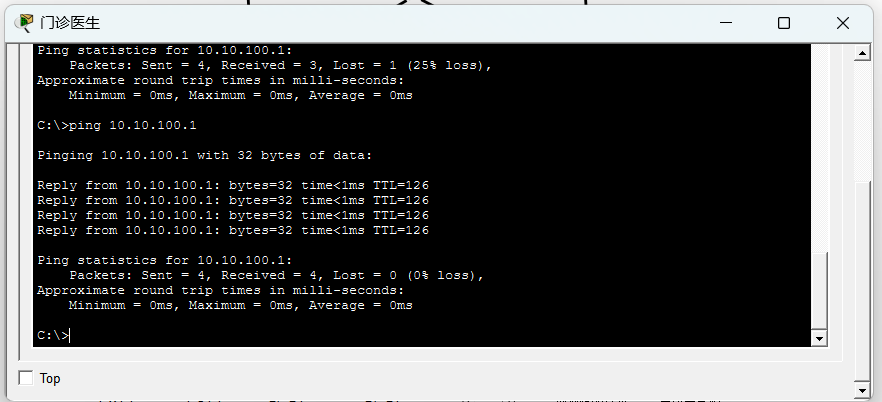 门诊医生
Ping statistics for 10.10.100.1:
    Packets: Sent = 4, Received = 3, Lost = 1 (25% loss),
Approximate round trip times in milli-seconds:
    Minimum = 0ms, Maximum = 0ms, Average = 0ms
C:\>ping 10.10.100.1
Pinging 10.10.100.1 with 32 bytes of data:
Reply from 10.10.100.1: bytes=32 time<1ms TTL=126
Reply from 10.10.100.1: bytes=32 time<1ms TTL=126
Reply from 10.10.100.1: bytes=32 time<1ms TTL=126
Reply from 10.10.100.1: bytes=32 time<1ms TTL=126
Ping statistics for 10.10.100.1:
    Packets: Sent = 4, Received = 4, Lost = 0 (0% loss),
Approximate round trip times in milli-seconds:
    Minimum = 0ms, Maximum = 0ms, Average = 0ms
C:\>
Top